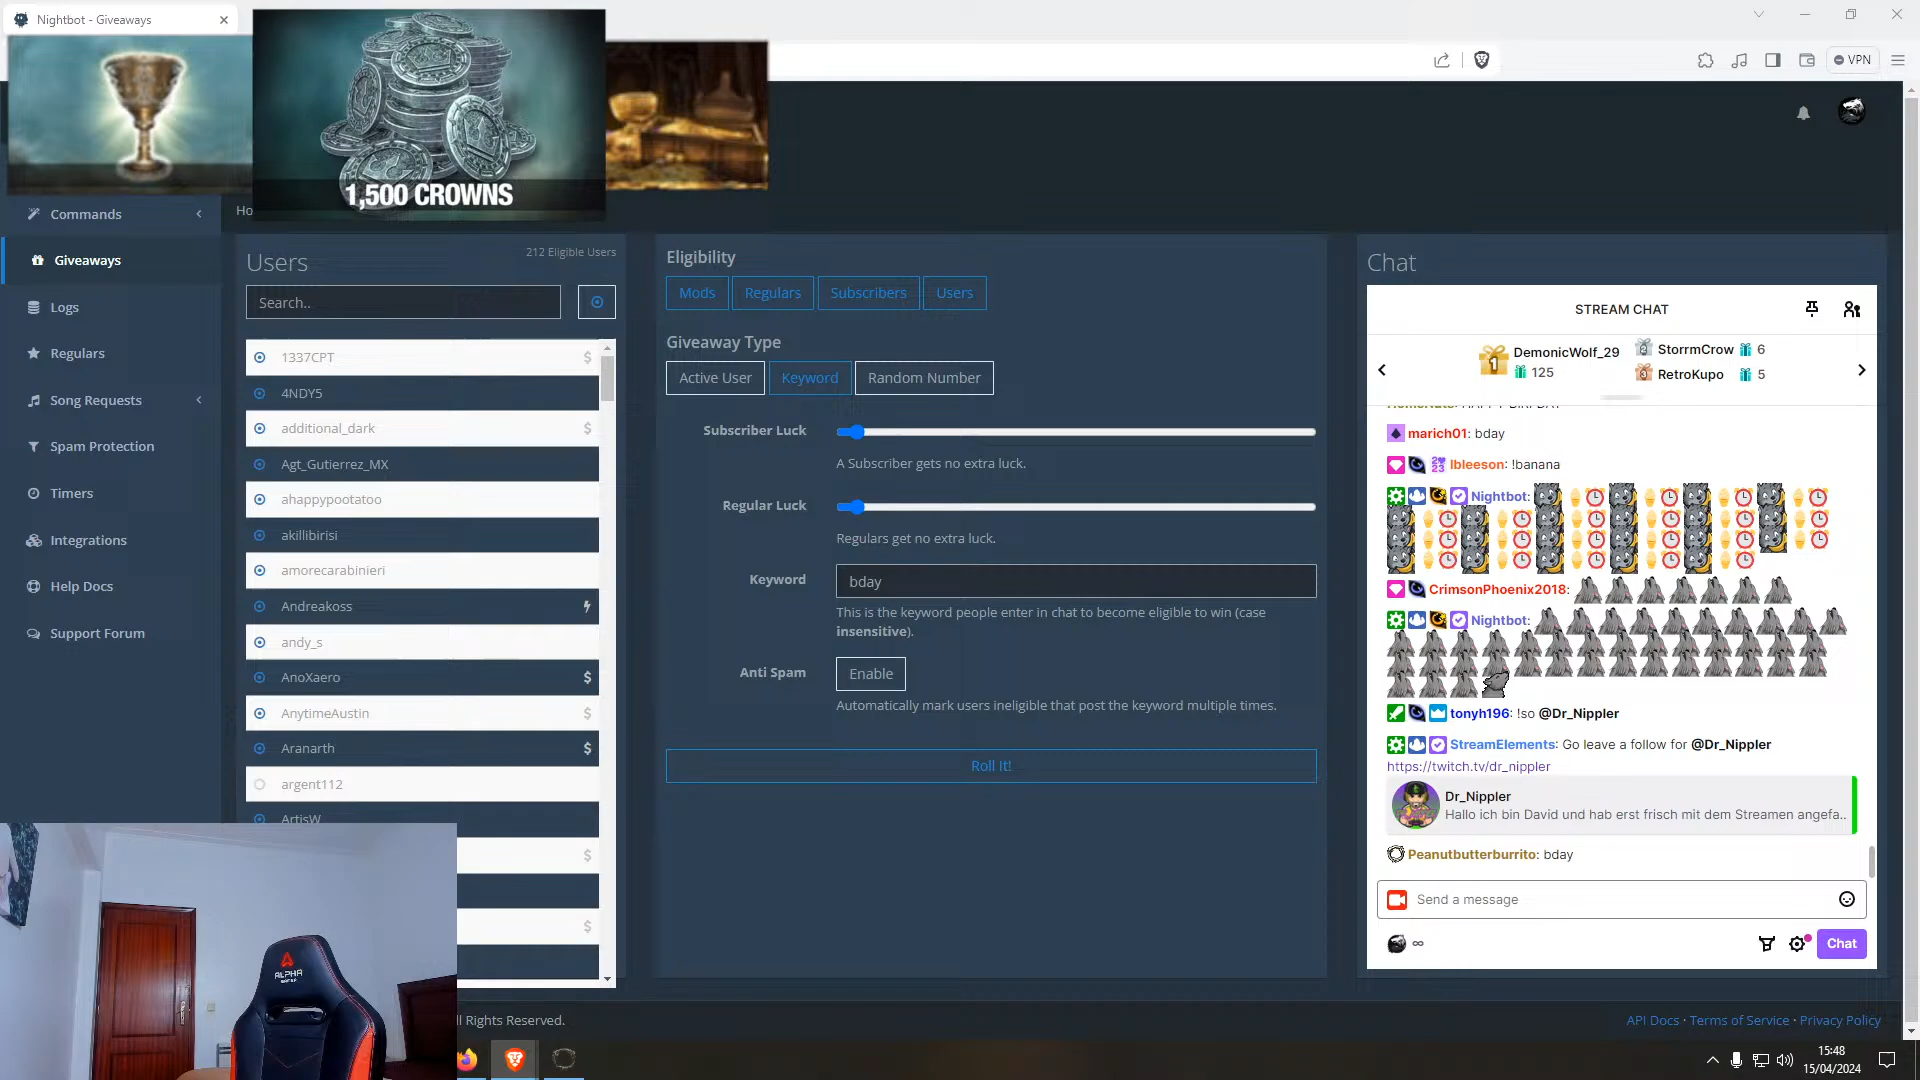 Nightbot - Giveaways
VPN
1,500 CROWNS
Commands
Giveaways
Logs
Regulars
Song Requests
Spam Protection
Timers
Integrations
Help Docs
Support Forum
Ho
Users
212 Eligible Users
Search..
1337CPT $
4NDY5
additional_dark $
Agt_Gutierrez_MX
ahappypootatoo
akillibirisi
amorecarabinieri
Andreakoss
andy_s
AnoXaero $
AnytimeAustin $
Aranarth $
argent112
ArtisW
$
$
Eligibility
Mods Regulars Subscribers Users
Giveaway Type
Active User Keyword Random Number
Subscriber Luck
A Subscriber gets no extra luck.
Regular Luck
Regulars get no extra luck.
Keyword bday
This is the keyword people enter in chat to become eligible to win (case
insensitive).
Anti Spam Enable
Automatically mark users ineligible that post the keyword multiple times.
Roll It!
Chat
STREAM CHAT
1 DemonicWolf_29
125
2 StorrmCrow 6
3 RetroKupo 5
marich01: bday
lbleeson: !banana
Nightbot:
CrimsonPhoenix2018:
Nightbot:
tonyh196: !so @Dr_Nippler
StreamElements: Go leave a follow for @Dr_Nippler
https://twitch.tv/dr_nippler
Dr_Nippler
Hallo ich bin David und hab erst frisch mit dem Streamen angefa..
Peanutbutterburrito: bday
Send a message
∞
Chat
ALPHA
ll Rights Reserved.
API Docs · Terms of Service · Privacy Policy
15:48
15/04/2024